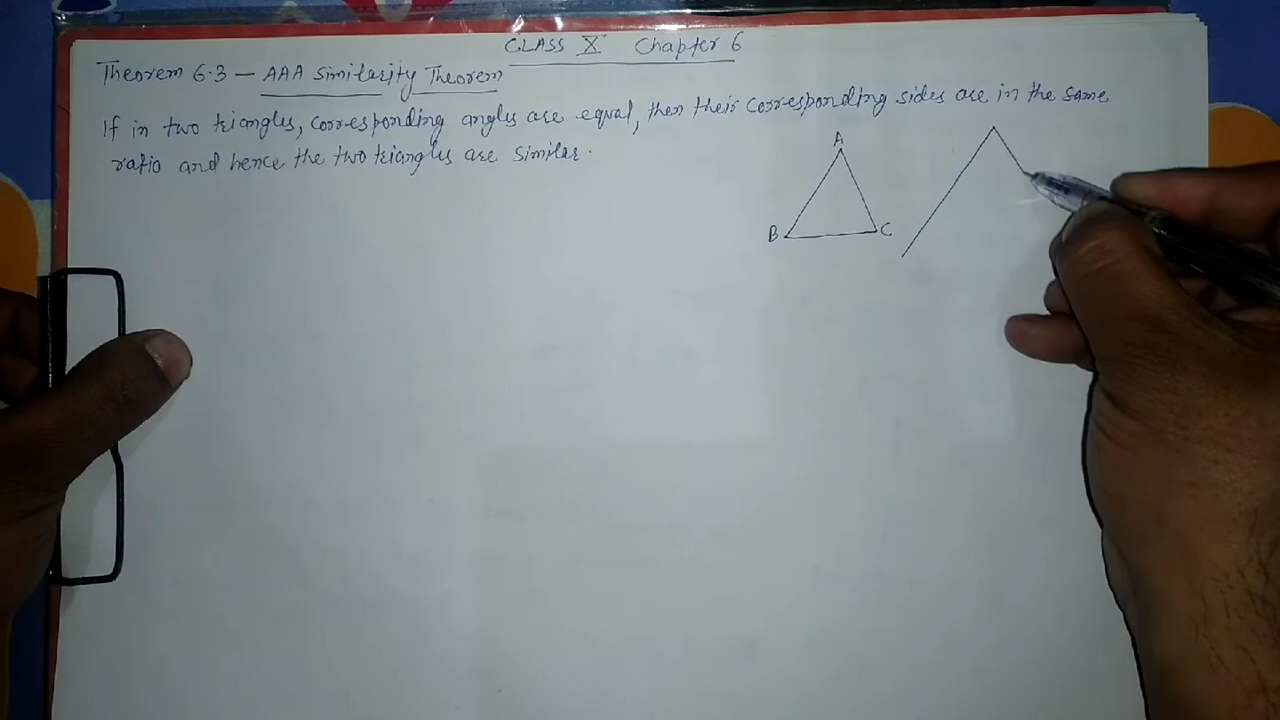 CLASS X Chapter 6
Theorem 6.3 — AAA Similarity Theorem
If in two triangles, corresponding angles are equal, then their corresponding sides are in the same
ratio and hence the two triangles are similar.
A
B
C